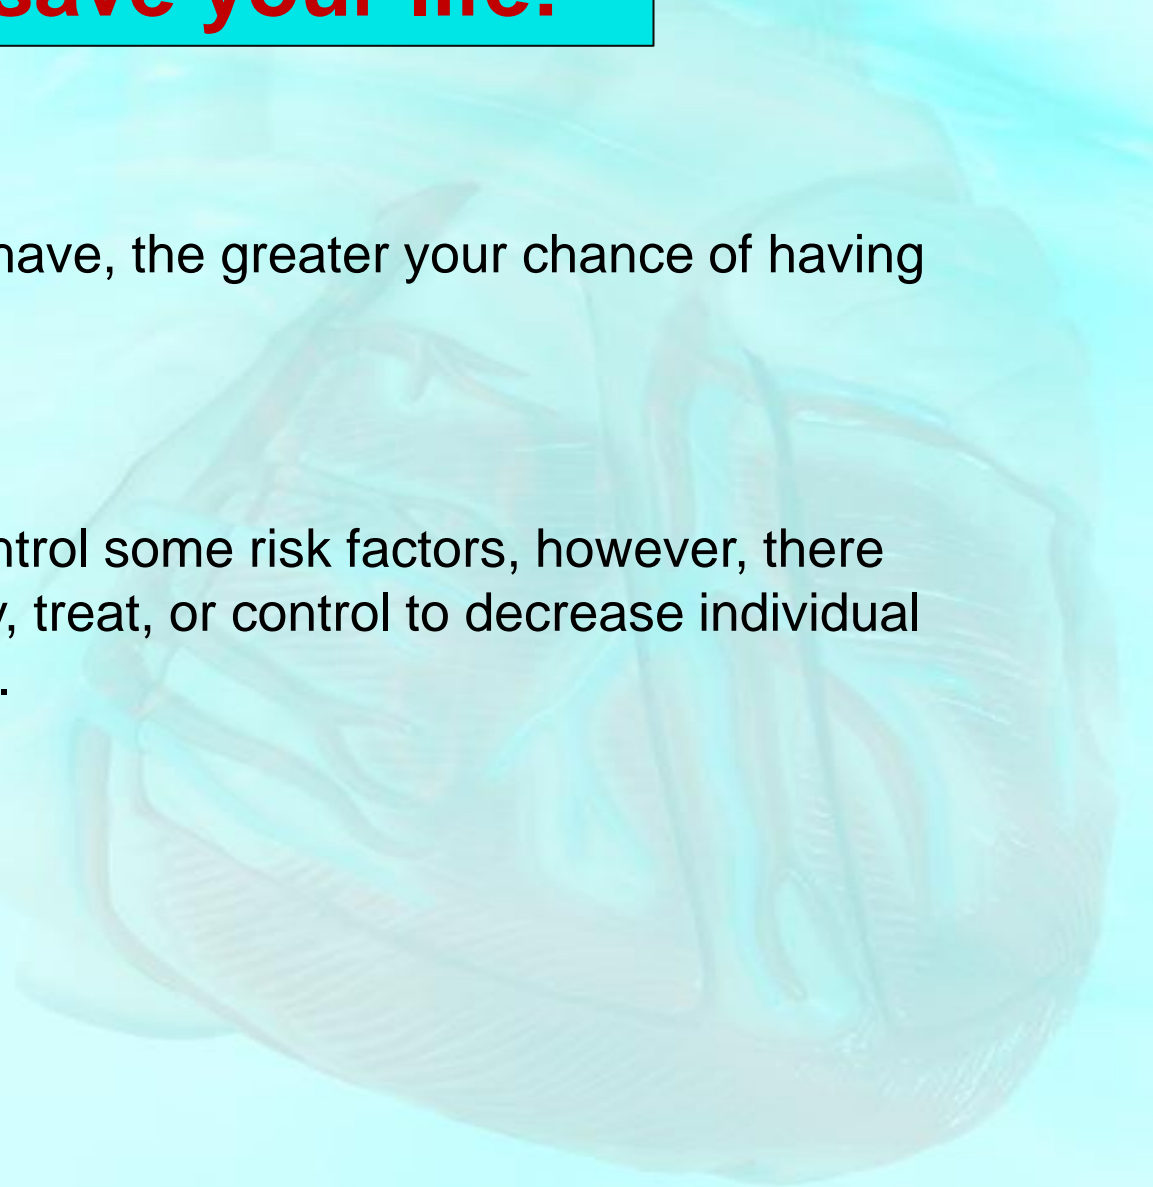 save your life.
have, the greater your chance of having
ntrol some risk factors, however, there
, treat, or control to decrease individual
.